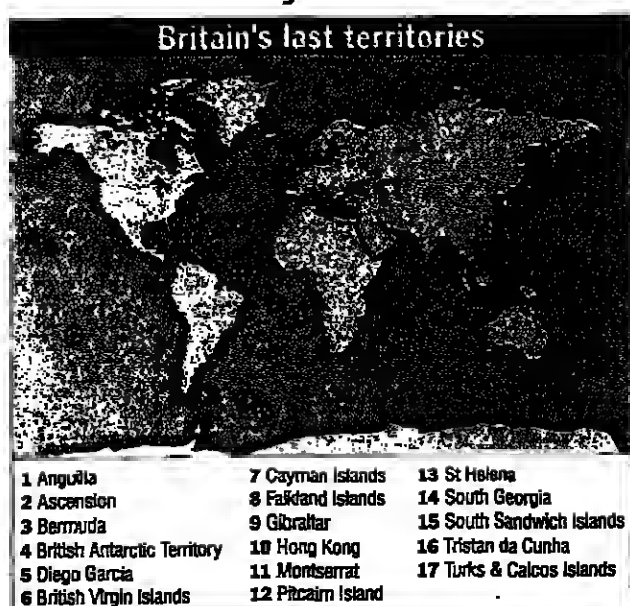 Britain's last territories
1 Anguilla
2 Ascension
3 Bermuda
4 British Antarctic Territory
5 Diego Garcia
6 British Virgin Islands
7 Cayman Islands
8 Falkland Islands
9 Gibraltar
10 Hong Kong
11 Montserrat
12 Pitcairn Island
13 St Helena
14 South Georgia
15 South Sandwich Islands
16 Tristan da Cunha
17 Turks & Caicos Islands